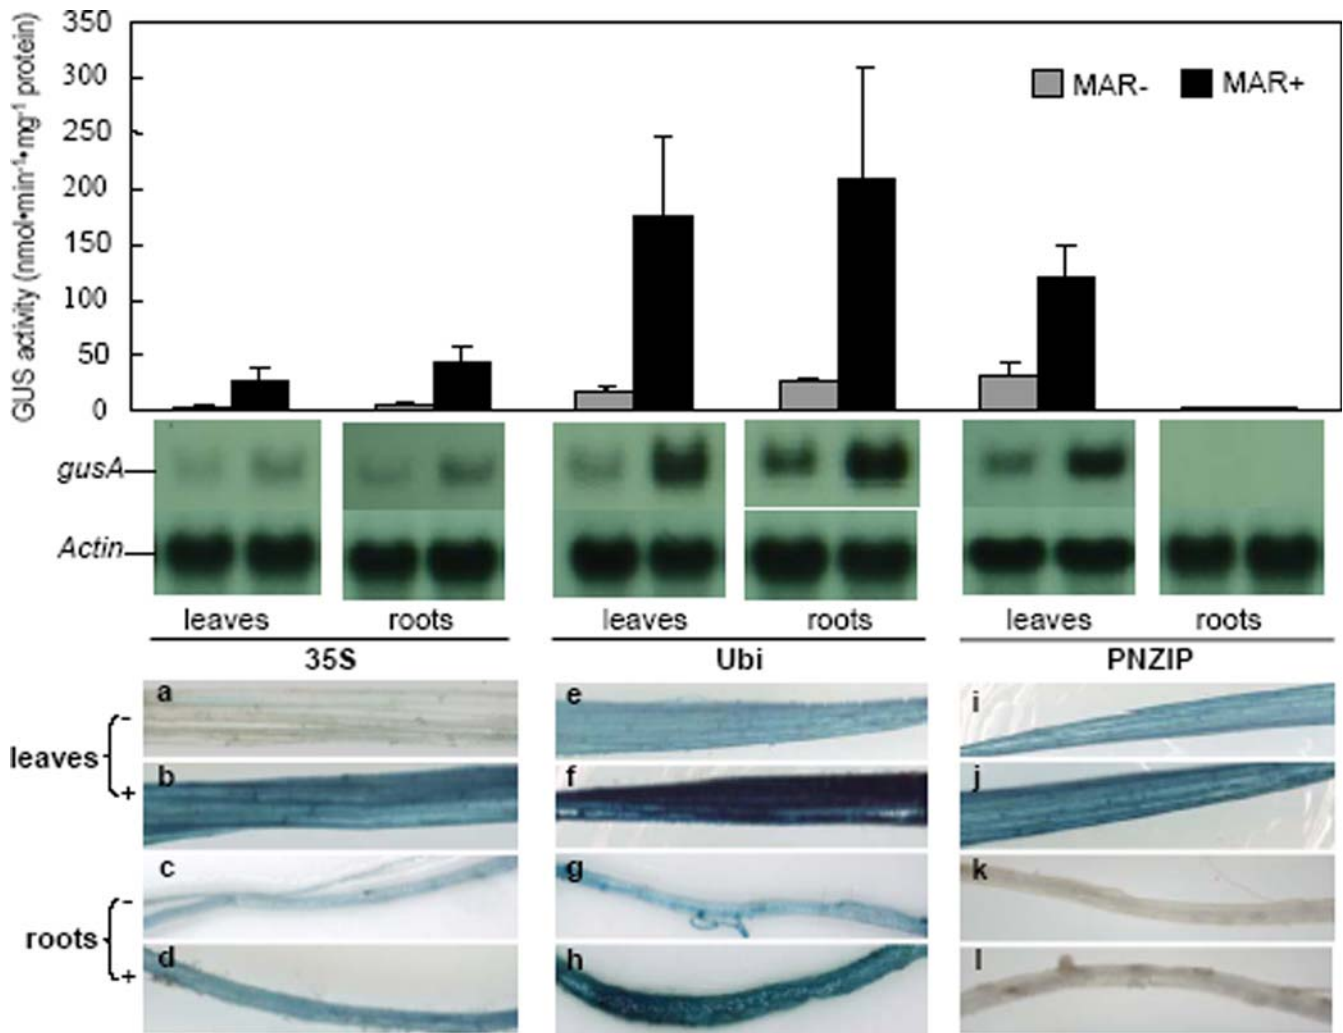 GUS activity (nmol•min⁻¹•mg⁻¹ protein)
350
300
250
200
150
100
50
0
MAR- MAR+
gusA
Actin
leaves roots leaves roots leaves roots
35S Ubi PNZIP
leaves - +
roots - +
a e i
b f j
c g k
d h l